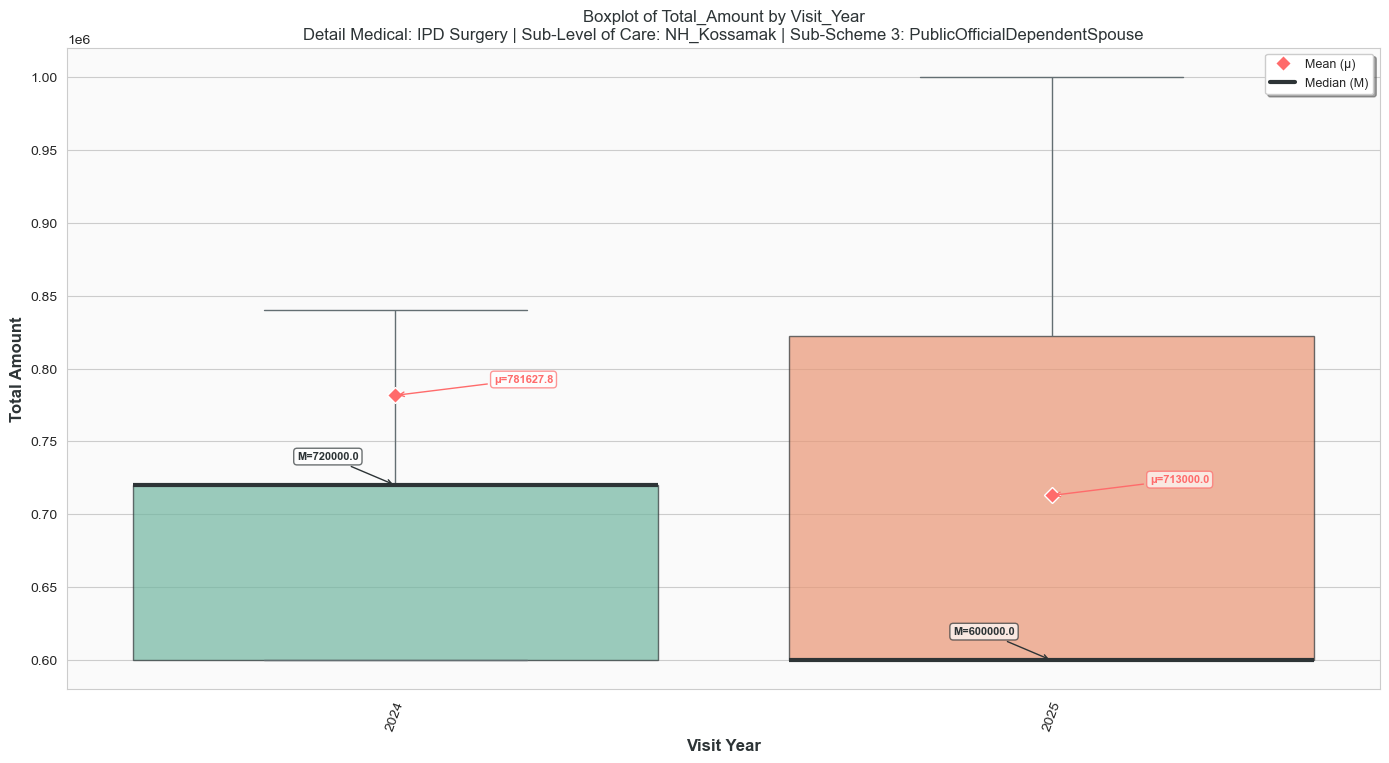 Boxplot of Total_Amount by Visit_Year
Detail Medical: IPD Surgery | Sub-Level of Care: NH_Kossamak | Sub-Scheme 3: PublicOfficialDependentSpouse
1e6
Mean (μ)
Median (M)
1.00
0.95
0.90
0.85
0.80
0.75
0.70
0.65
0.60
Total Amount
μ=781627.8
M=720000.0
μ=713000.0
M=600000.0
2024
2025
Visit Year